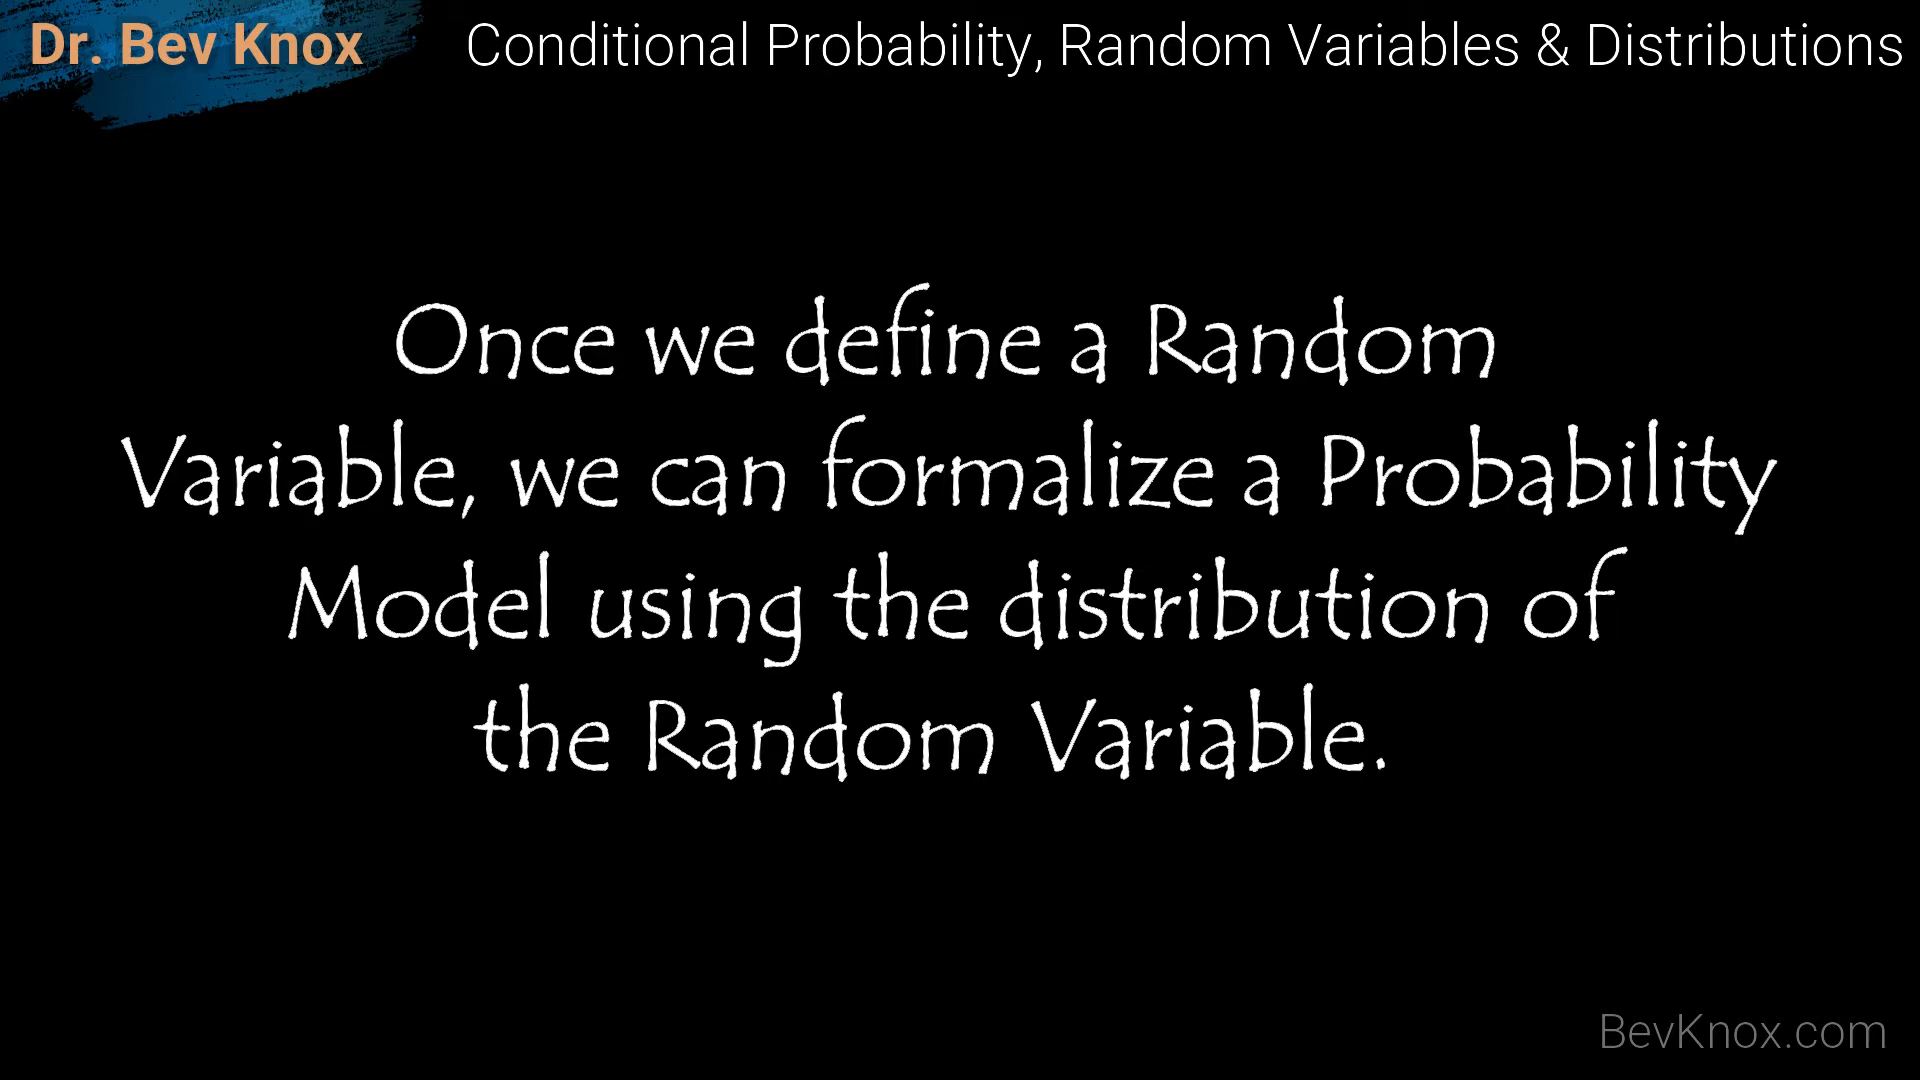 Dr. Bev Knox
Conditional Probability, Random Variables & Distributions
Once we define a Random
Variable, we can formalize a Probability
Model using the distribution of
the Random Variable.
BevKnox.com